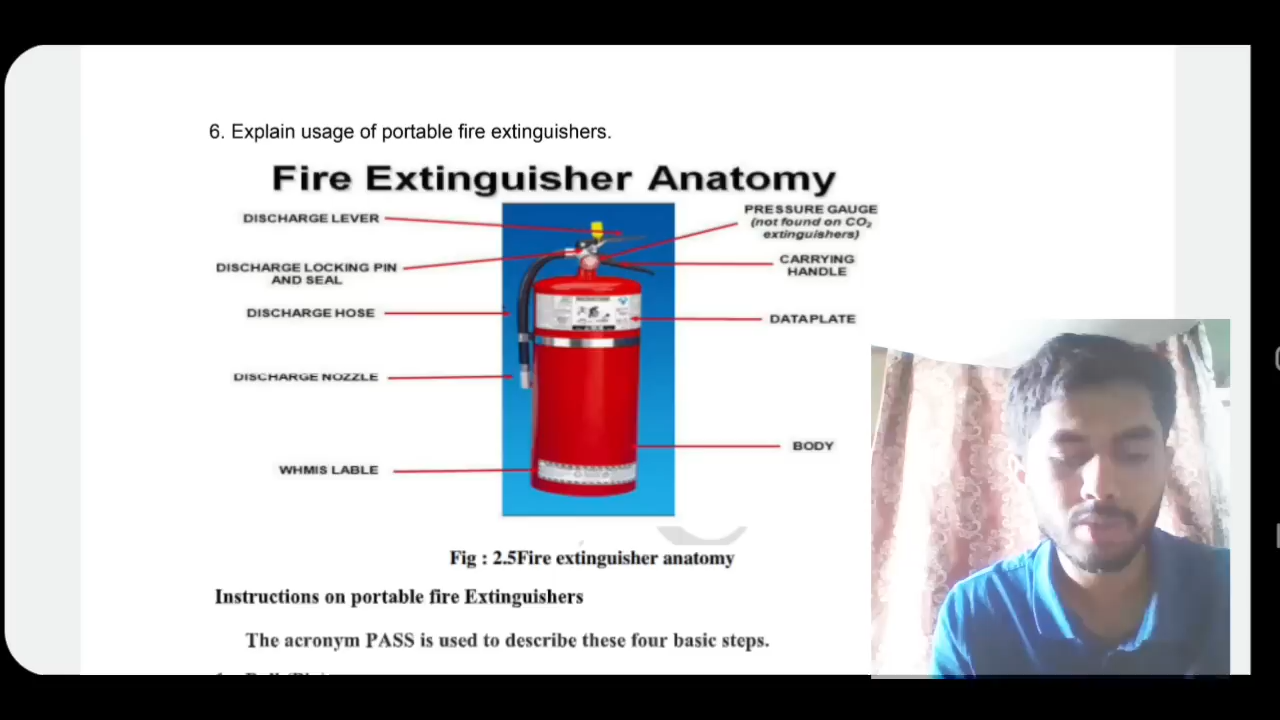 6. Explain usage of portable fire extinguishers.
Fire Extinguisher Anatomy
DISCHARGE LEVER
DISCHARGE LOCKING PIN
AND SEAL
DISCHARGE HOSE
DISCHARGE NOZZLE
WHMIS LABLE
PRESSURE GAUGE
(not found on CO₂
extinguishers)
CARRYING
HANDLE
DATA PLATE
BODY
Fig : 2.5Fire extinguisher anatomy
Instructions on portable fire Extinguishers
The acronym PASS is used to describe these four basic steps.